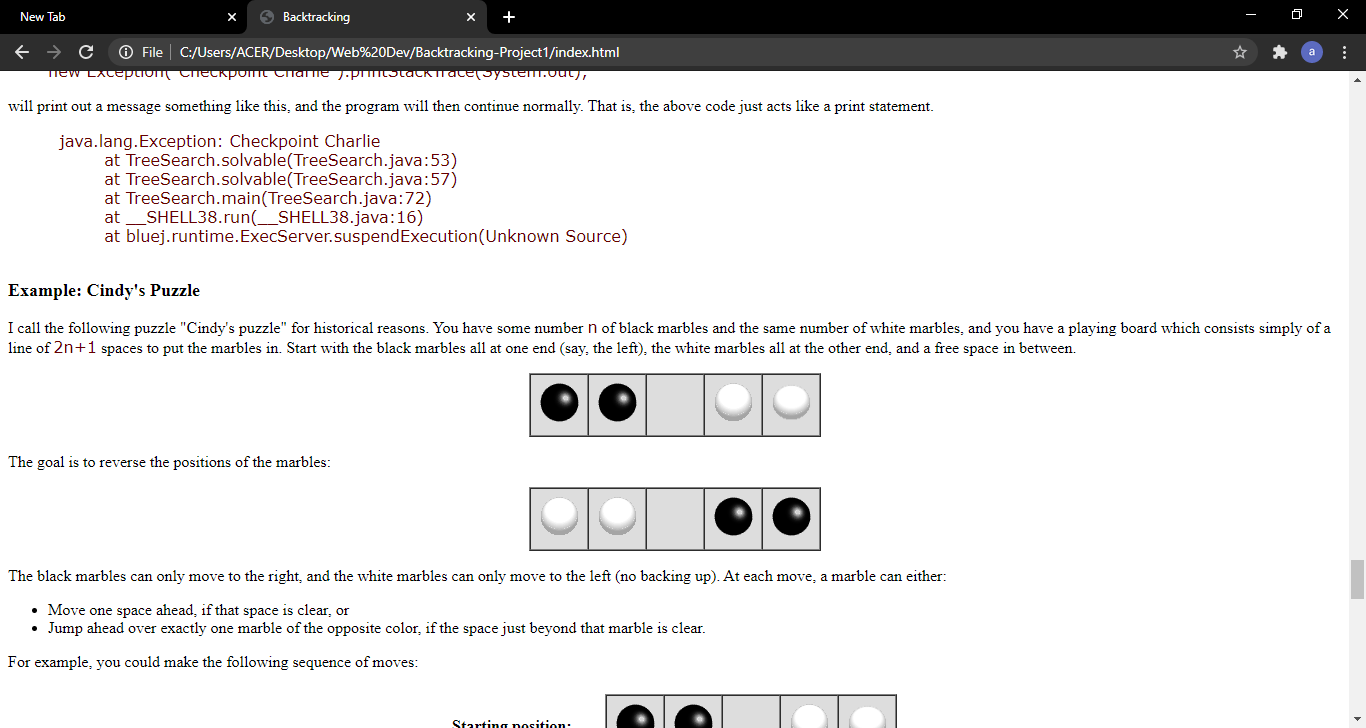 New Tab
Backtracking
File
C:/Users/ACER/Desktop/Web%20Dev/Backtracking-Project1/index.html
a
new Exception("Checkpoint Charlie").printStackTrace(System.out);
will print out a message something like this, and the program will then continue normally. That is, the above code just acts like a print statement.
java.lang.Exception: Checkpoint Charlie
at TreeSearch.solvable(TreeSearch.java:53)
at TreeSearch.solvable(TreeSearch.java:57)
at TreeSearch.main(TreeSearch.java:72)
at __SHELL38.run(__SHELL38.java:16)
at bluej.runtime.ExecServer.suspendExecution(Unknown Source)
Example: Cindy's Puzzle
I call the following puzzle "Cindy's puzzle" for historical reasons. You have some number n of black marbles and the same number of white marbles, and you have a playing board which consists simply of a
line of 2n+1 spaces to put the marbles in. Start with the black marbles all at one end (say, the left), the white marbles all at the other end, and a free space in between.
The goal is to reverse the positions of the marbles:
The black marbles can only move to the right, and the white marbles can only move to the left (no backing up). At each move, a marble can either:
• Move one space ahead, if that space is clear, or
• Jump ahead over exactly one marble of the opposite color, if the space just beyond that marble is clear.
For example, you could make the following sequence of moves:
Starting position: